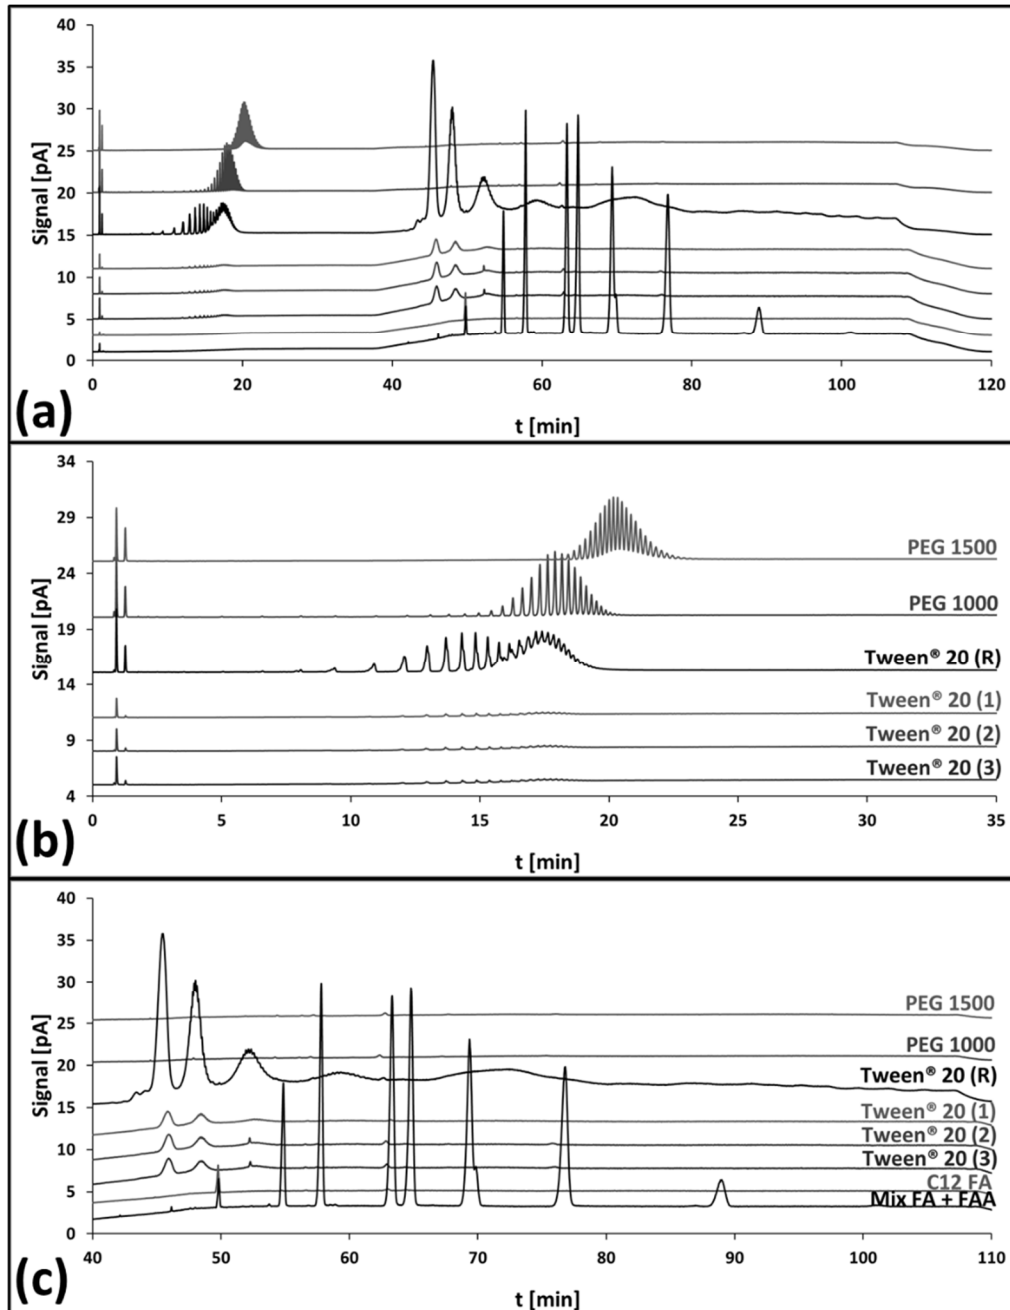 40
35
30
25
20
15
10
5
0
Signal [pA]
0 20 40 60 80 100 120
t [min]
(a)
34
29
24
19
14
9
4
Signal [pA]
PEG 1500
PEG 1000
Tween® 20 (R)
Tween® 20 (1)
Tween® 20 (2)
Tween® 20 (3)
0 5 10 15 20 25 30 35
t [min]
(b)
40
35
30
25
20
15
10
5
0
Signal [pA]
PEG 1500
PEG 1000
Tween® 20 (R)
Tween® 20 (1)
Tween® 20 (2)
Tween® 20 (3)
C12 FA
Mix FA + FAA
40 50 60 70 80 90 100 110
t [min]
(c)